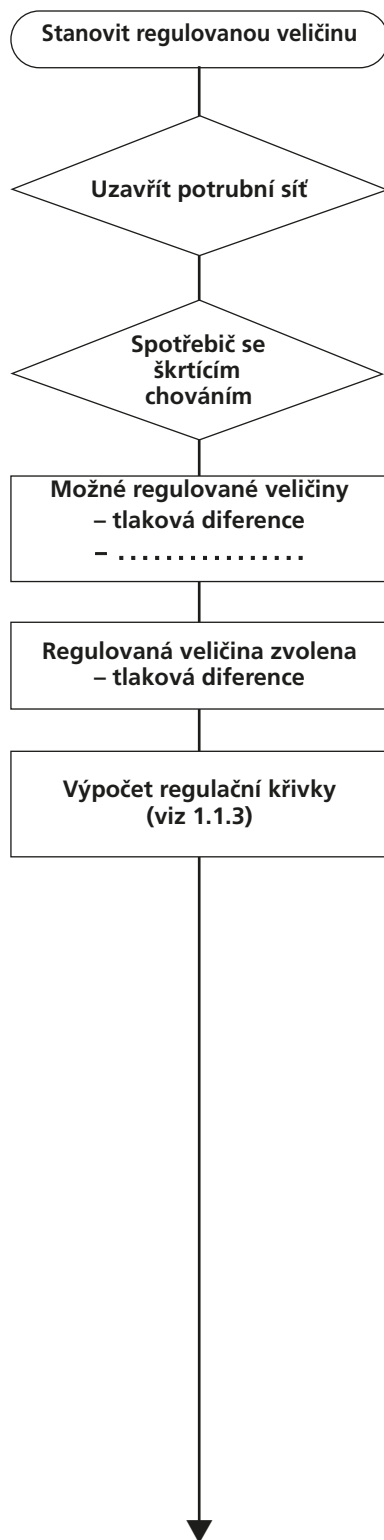 Stanovit regulovanou veličinu
Uzavřít potrubní síť
Spotřebič se
škrtícím
chováním
Možné regulované veličiny
– tlaková diference
– ................
Regulovaná veličina zvolena
– tlaková diference
Výpočet regulační křivky
(viz 1.1.3)